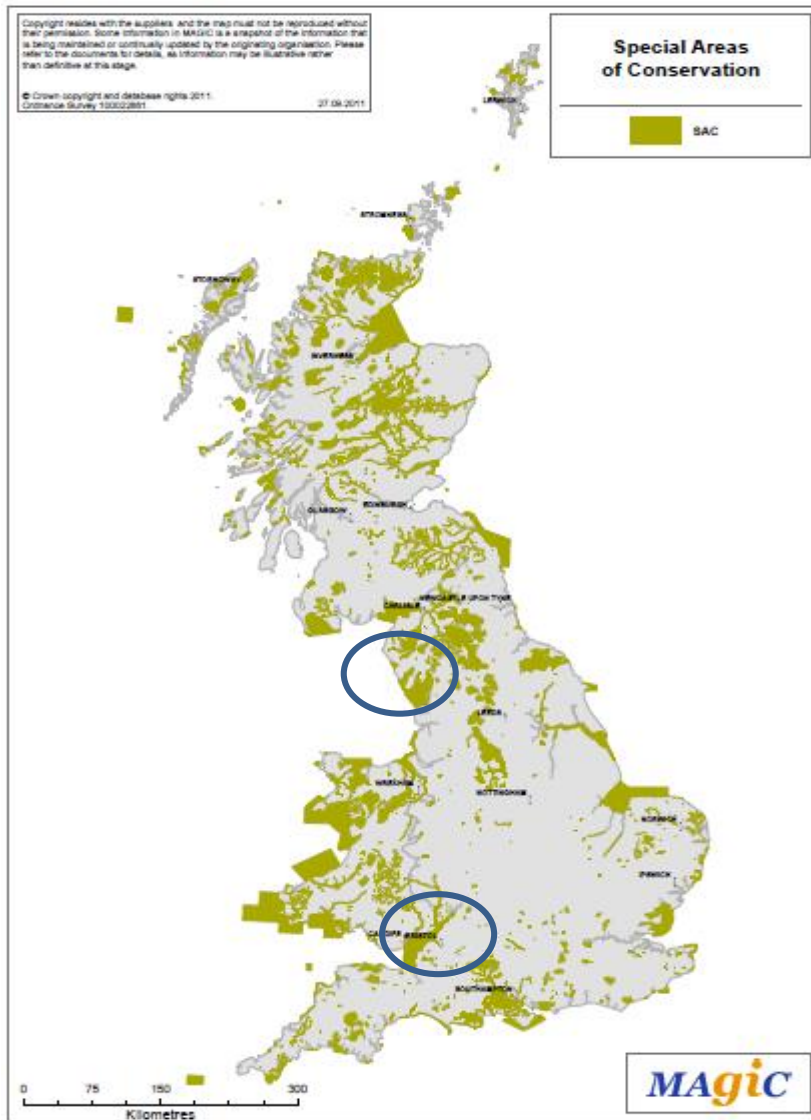 Copyright resides with the suppliers and the map must not be reproduced without
their permission. Some information in MAGIC is a snapshot of the information that
is being maintained or continually updated by the originating organisation. Please
refer to the documents for details, as information may be illustrative rather
than definitive at this stage.
© Crown copyright and database rights 2011.
Ordnance Survey 100022861.
27.09.2011
Special Areas
of Conservation
SAC
LERWICK
STROMNESS
STORNOWAY
INVERNESS
GLASGOW
EDINBURGH
CARLISLE
NEWCASTLE UPON TYNE
LEEDS
WREXHAM
NOTTINGHAM
NORWICH
IPSWICH
CARDIFF
BRISTOL
SOUTHAMPTON
0 75 150 300
Kilometres
MAgiC